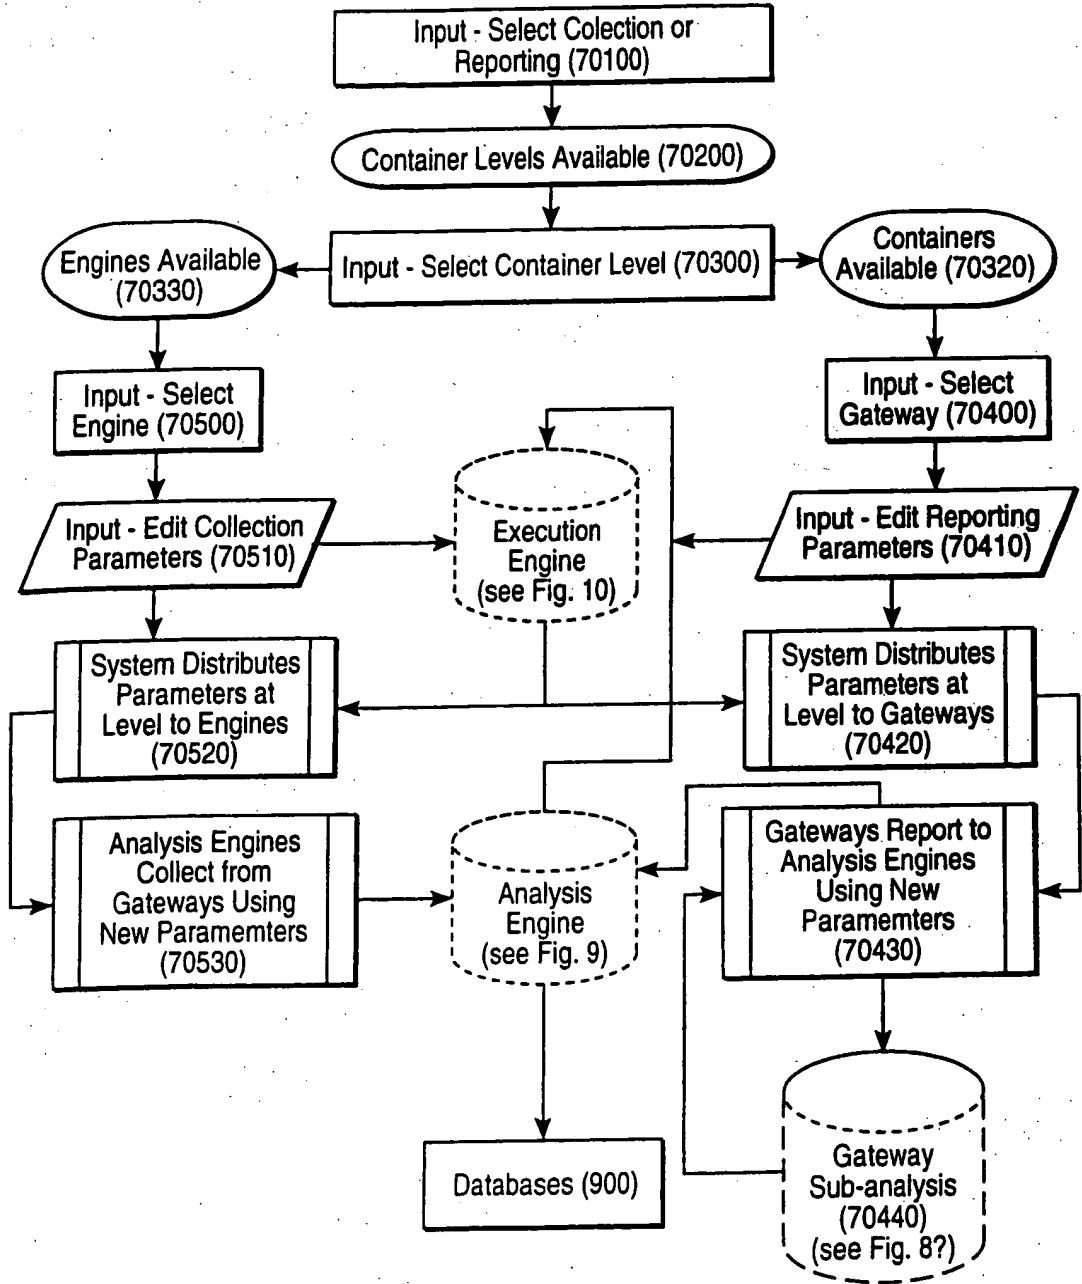 Input - Select Colection or
Reporting (70100)
Container Levels Available (70200)
Input - Select Container Level (70300)
Engines Available
(70330)
Containers
Available (70320)
Input - Select
Engine (70500)
Input - Select
Gateway (70400)
Input - Edit Collection
Parameters (70510)
Execution
Engine
(see Fig. 10)
Input - Edit Reporting
Parameters (70410)
System Distributes
Parameters at
Level to Engines
(70520)
System Distributes
Parameters at
Level to Gateways
(70420)
Analysis Engines
Collect from
Gateways Using
New Paramemters
(70530)
Analysis
Engine
(see Fig. 9)
Gateways Report to
Analysis Engines
Using New
Paramemters
(70430)
Databases (900)
Gateway
Sub-analysis
(70440)
(see Fig. 8?)